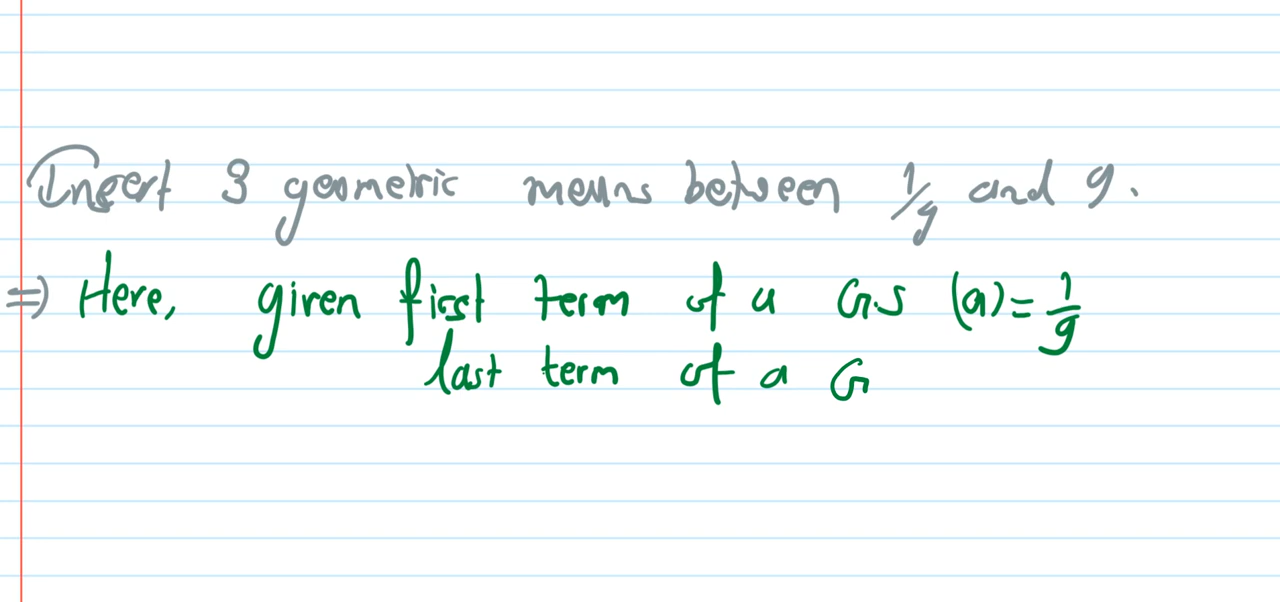 Insert 3 geometric means between 1/9 and 9.
=> Here, given first term of a G.S (a) = 1/9
last term of a G